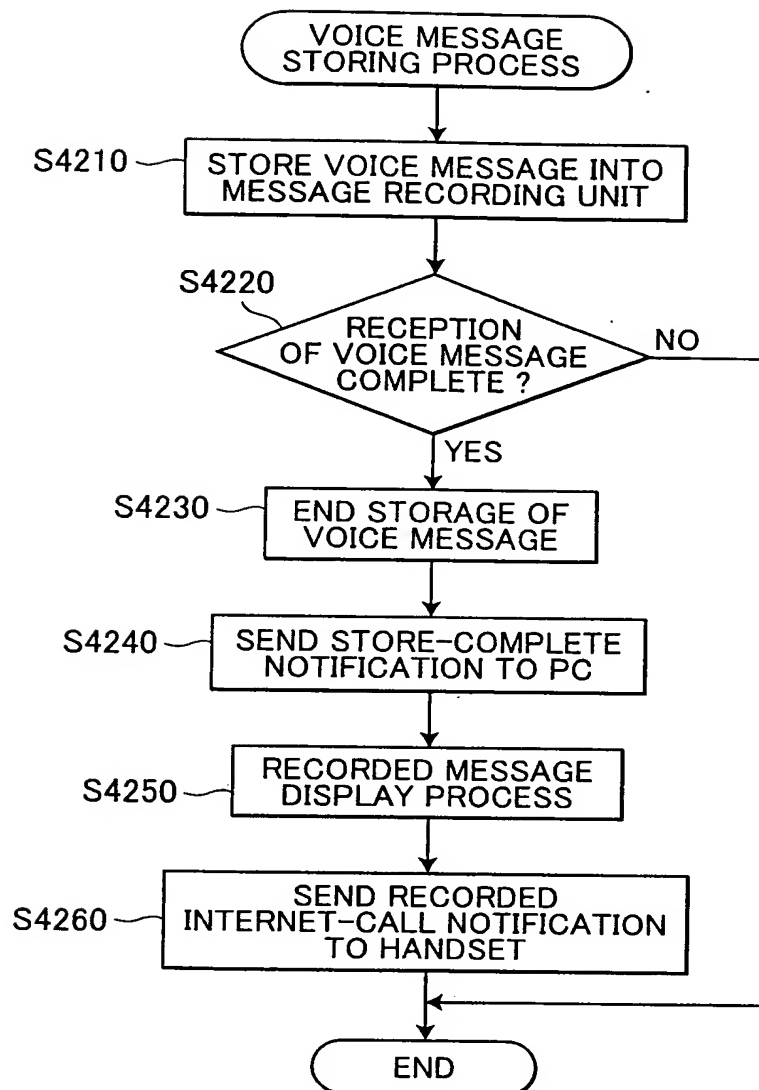 VOICE MESSAGE
STORING PROCESS
S4210
STORE VOICE MESSAGE INTO
MESSAGE RECORDING UNIT
S4220
RECEPTION
OF VOICE MESSAGE
COMPLETE ?
NO
YES
S4230
END STORAGE OF
VOICE MESSAGE
S4240
SEND STORE-COMPLETE
NOTIFICATION TO PC
S4250
RECORDED MESSAGE
DISPLAY PROCESS
S4260
SEND RECORDED
INTERNET-CALL NOTIFICATION
TO HANDSET
END